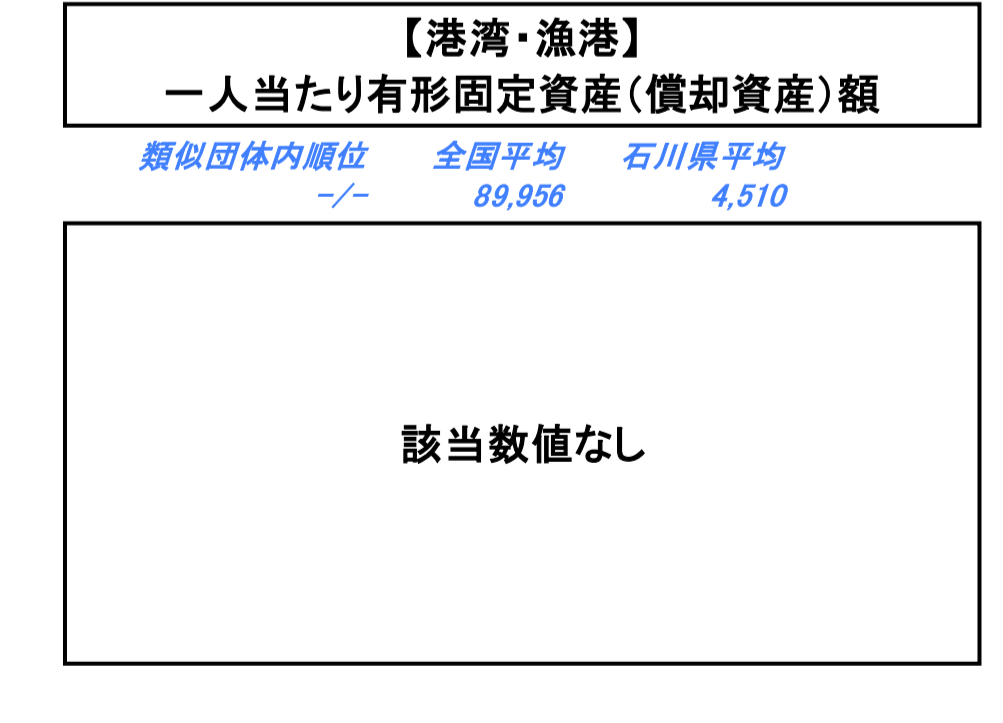 【港湾・漁港】
一人当たり有形固定資産(償却資産)額
類似団体内順位 全国平均 石川県平均
-/- 89,956 4,510
該当数値なし